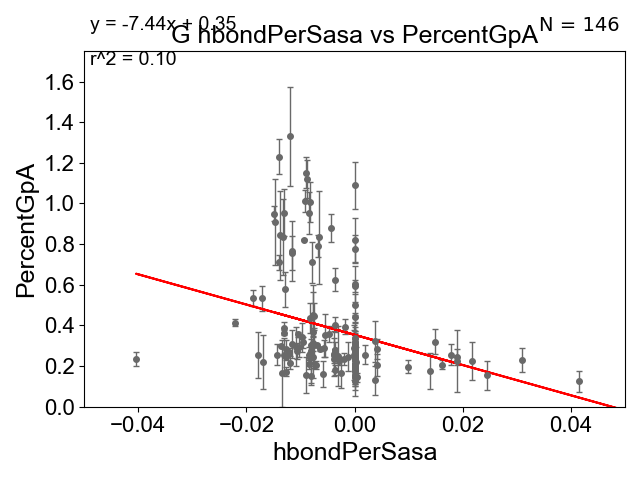 y = -7.44x + 0.35
G hbondPerSasa vs PercentGpA
N = 146
r^2 = 0.10
1.6
1.4
1.2
1.0
0.8
0.6
0.4
0.2
0.0
PercentGpA
−0.04 −0.02 0.00 0.02 0.04
hbondPerSasa